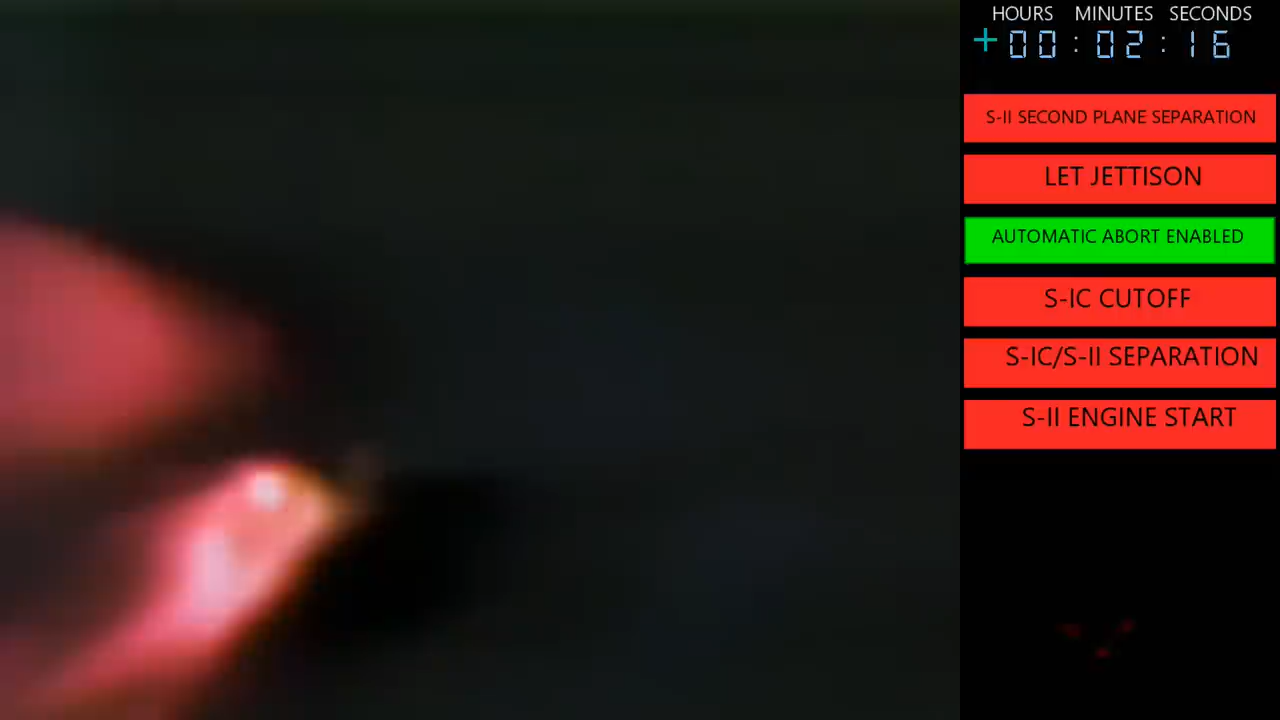 HOURS MINUTES SECONDS
+00:02:16
S-II SECOND PLANE SEPARATION
LET JETTISON
AUTOMATIC ABORT ENABLED
S-IC CUTOFF
S-IC/S-II SEPARATION
S-II ENGINE START